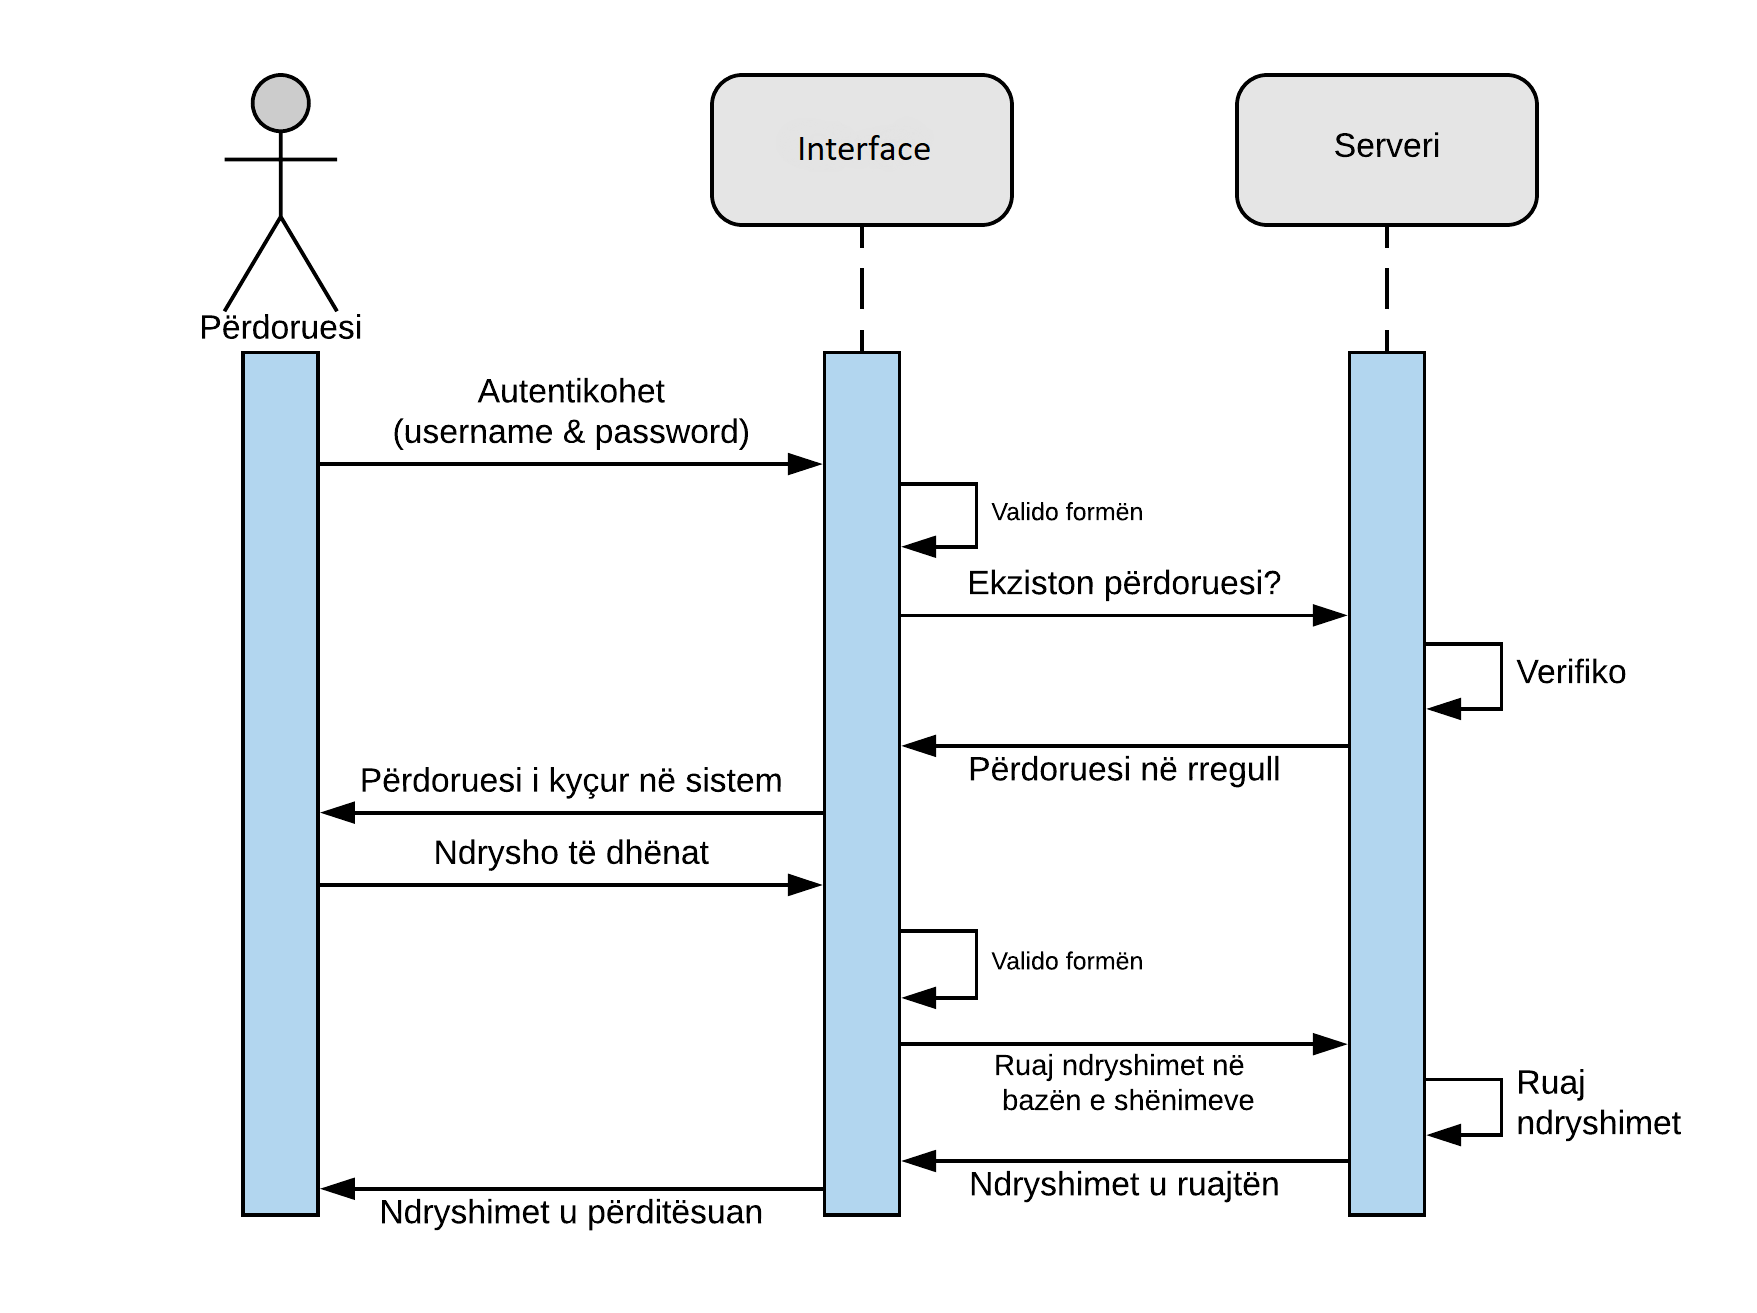 Interface
Serveri
Përdoruesi
Autentikohet
(username & password)
Valido formën
Ekziston përdoruesi?
Verifiko
Përdoruesi në rregull
Përdoruesi i kyçur në sistem
Ndrysho të dhënat
Valido formën
Ruaj ndryshimet në
bazën e shënimeve
Ruaj
ndryshimet
Ndryshimet u ruajtën
Ndryshimet u përditësuan